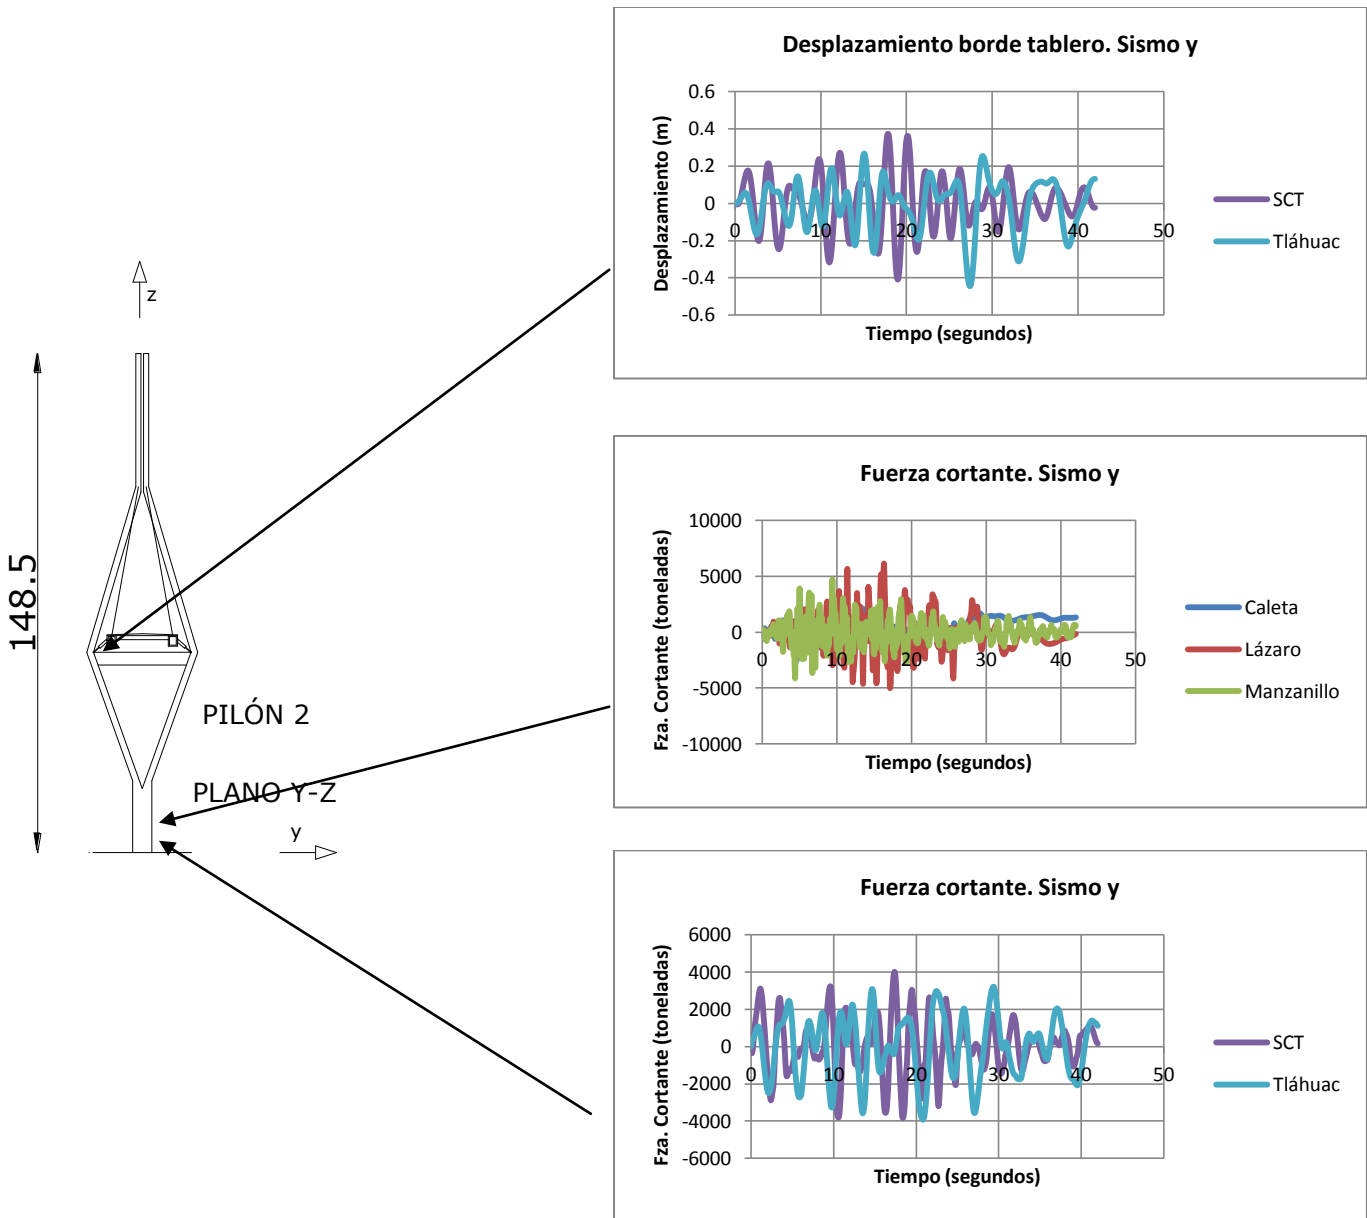 z
148.5
PILÓN 2
PLANO Y-Z
y
Desplazamiento borde tablero. Sismo y
Desplazamiento (m)
0.6
0.4
0.2
0
-0.2
-0.4
-0.6
0 10 20 30 40 50
Tiempo (segundos)
SCT
Tláhuac
Fuerza cortante. Sismo y
Fza. Cortante (toneladas)
10000
5000
0
-5000
-10000
0 10 20 30 40 50
Tiempo (segundos)
Caleta
Lázaro
Manzanillo
Fuerza cortante. Sismo y
Fza. Cortante (toneladas)
6000
4000
2000
0
-2000
-4000
-6000
0 10 20 30 40 50
Tiempo (segundos)
SCT
Tláhuac